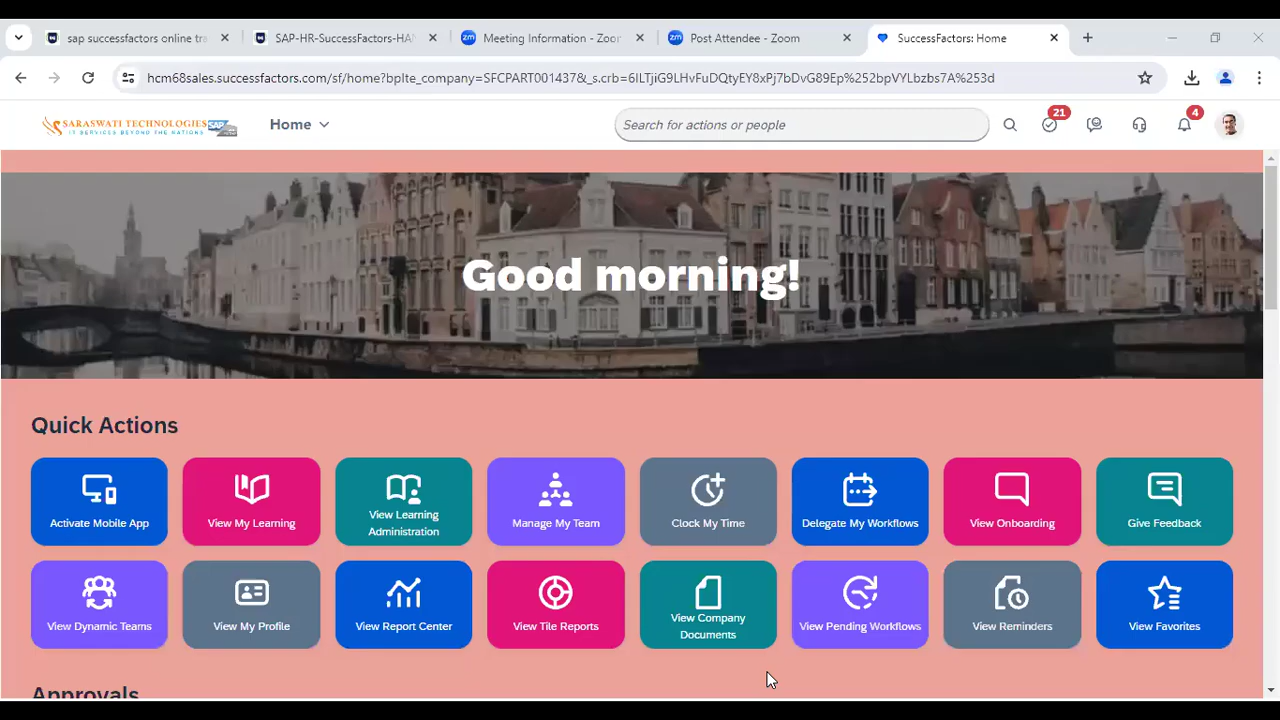 sap successfactors online tra
SAP-HR-SuccessFactors-HAN
Meeting Information - Zoom
Post Attendee - Zoom
SuccessFactors: Home
hcm68sales.successfactors.com/sf/home?bplte_company=SFCPART001437&_s.crb=6ILTjiG9LHvFuDQtyEY8xPj7bDvG89Ep%252bpVYLbzbs7A%253d
SARASWATI TECHNOLOGIES SAP
IT SERVICES BEYOND THE NATIONS
Home
Search for actions or people
21
4
Good morning!
Quick Actions
Activate Mobile App
View My Learning
View Learning
Administration
Manage My Team
Clock My Time
Delegate My Workflows
View Onboarding
Give Feedback
View Dynamic Teams
View My Profile
View Report Center
View Tile Reports
View Company
Documents
View Pending Workflows
View Reminders
View Favorites
Approvals